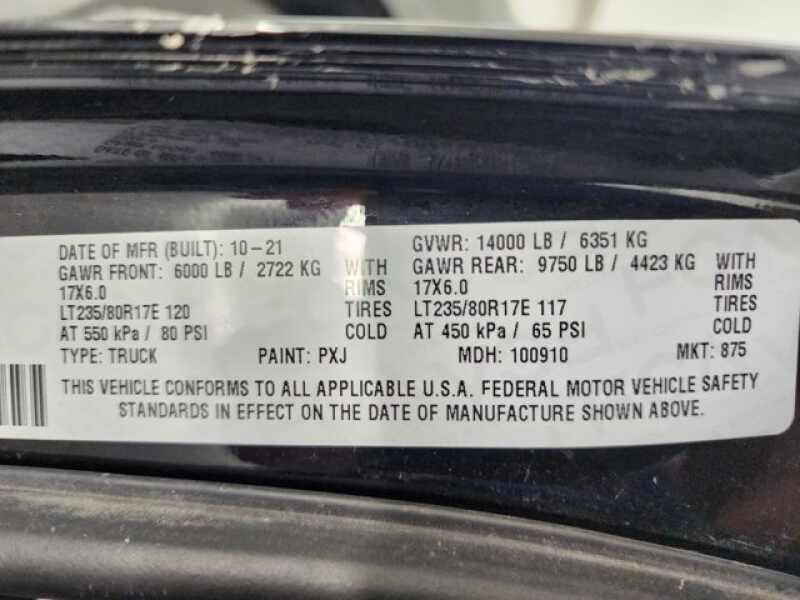 DATE OF MFR (BUILT): 10-21 GVWR: 14000 LB / 6351 KG
GAWR FRONT: 6000 LB / 2722 KG WITH GAWR REAR: 9750 LB / 4423 KG WITH
17X6.0 RIMS 17X6.0 RIMS
LT235/80R17E 120 TIRES LT235/80R17E 117 TIRES
AT 550 kPa / 80 PSI COLD AT 450 kPa / 65 PSI COLD
TYPE: TRUCK PAINT: PXJ MDH: 100910 MKT: 875
THIS VEHICLE CONFORMS TO ALL APPLICABLE U.S.A. FEDERAL MOTOR VEHICLE SAFETY
STANDARDS IN EFFECT ON THE DATE OF MANUFACTURE SHOWN ABOVE.